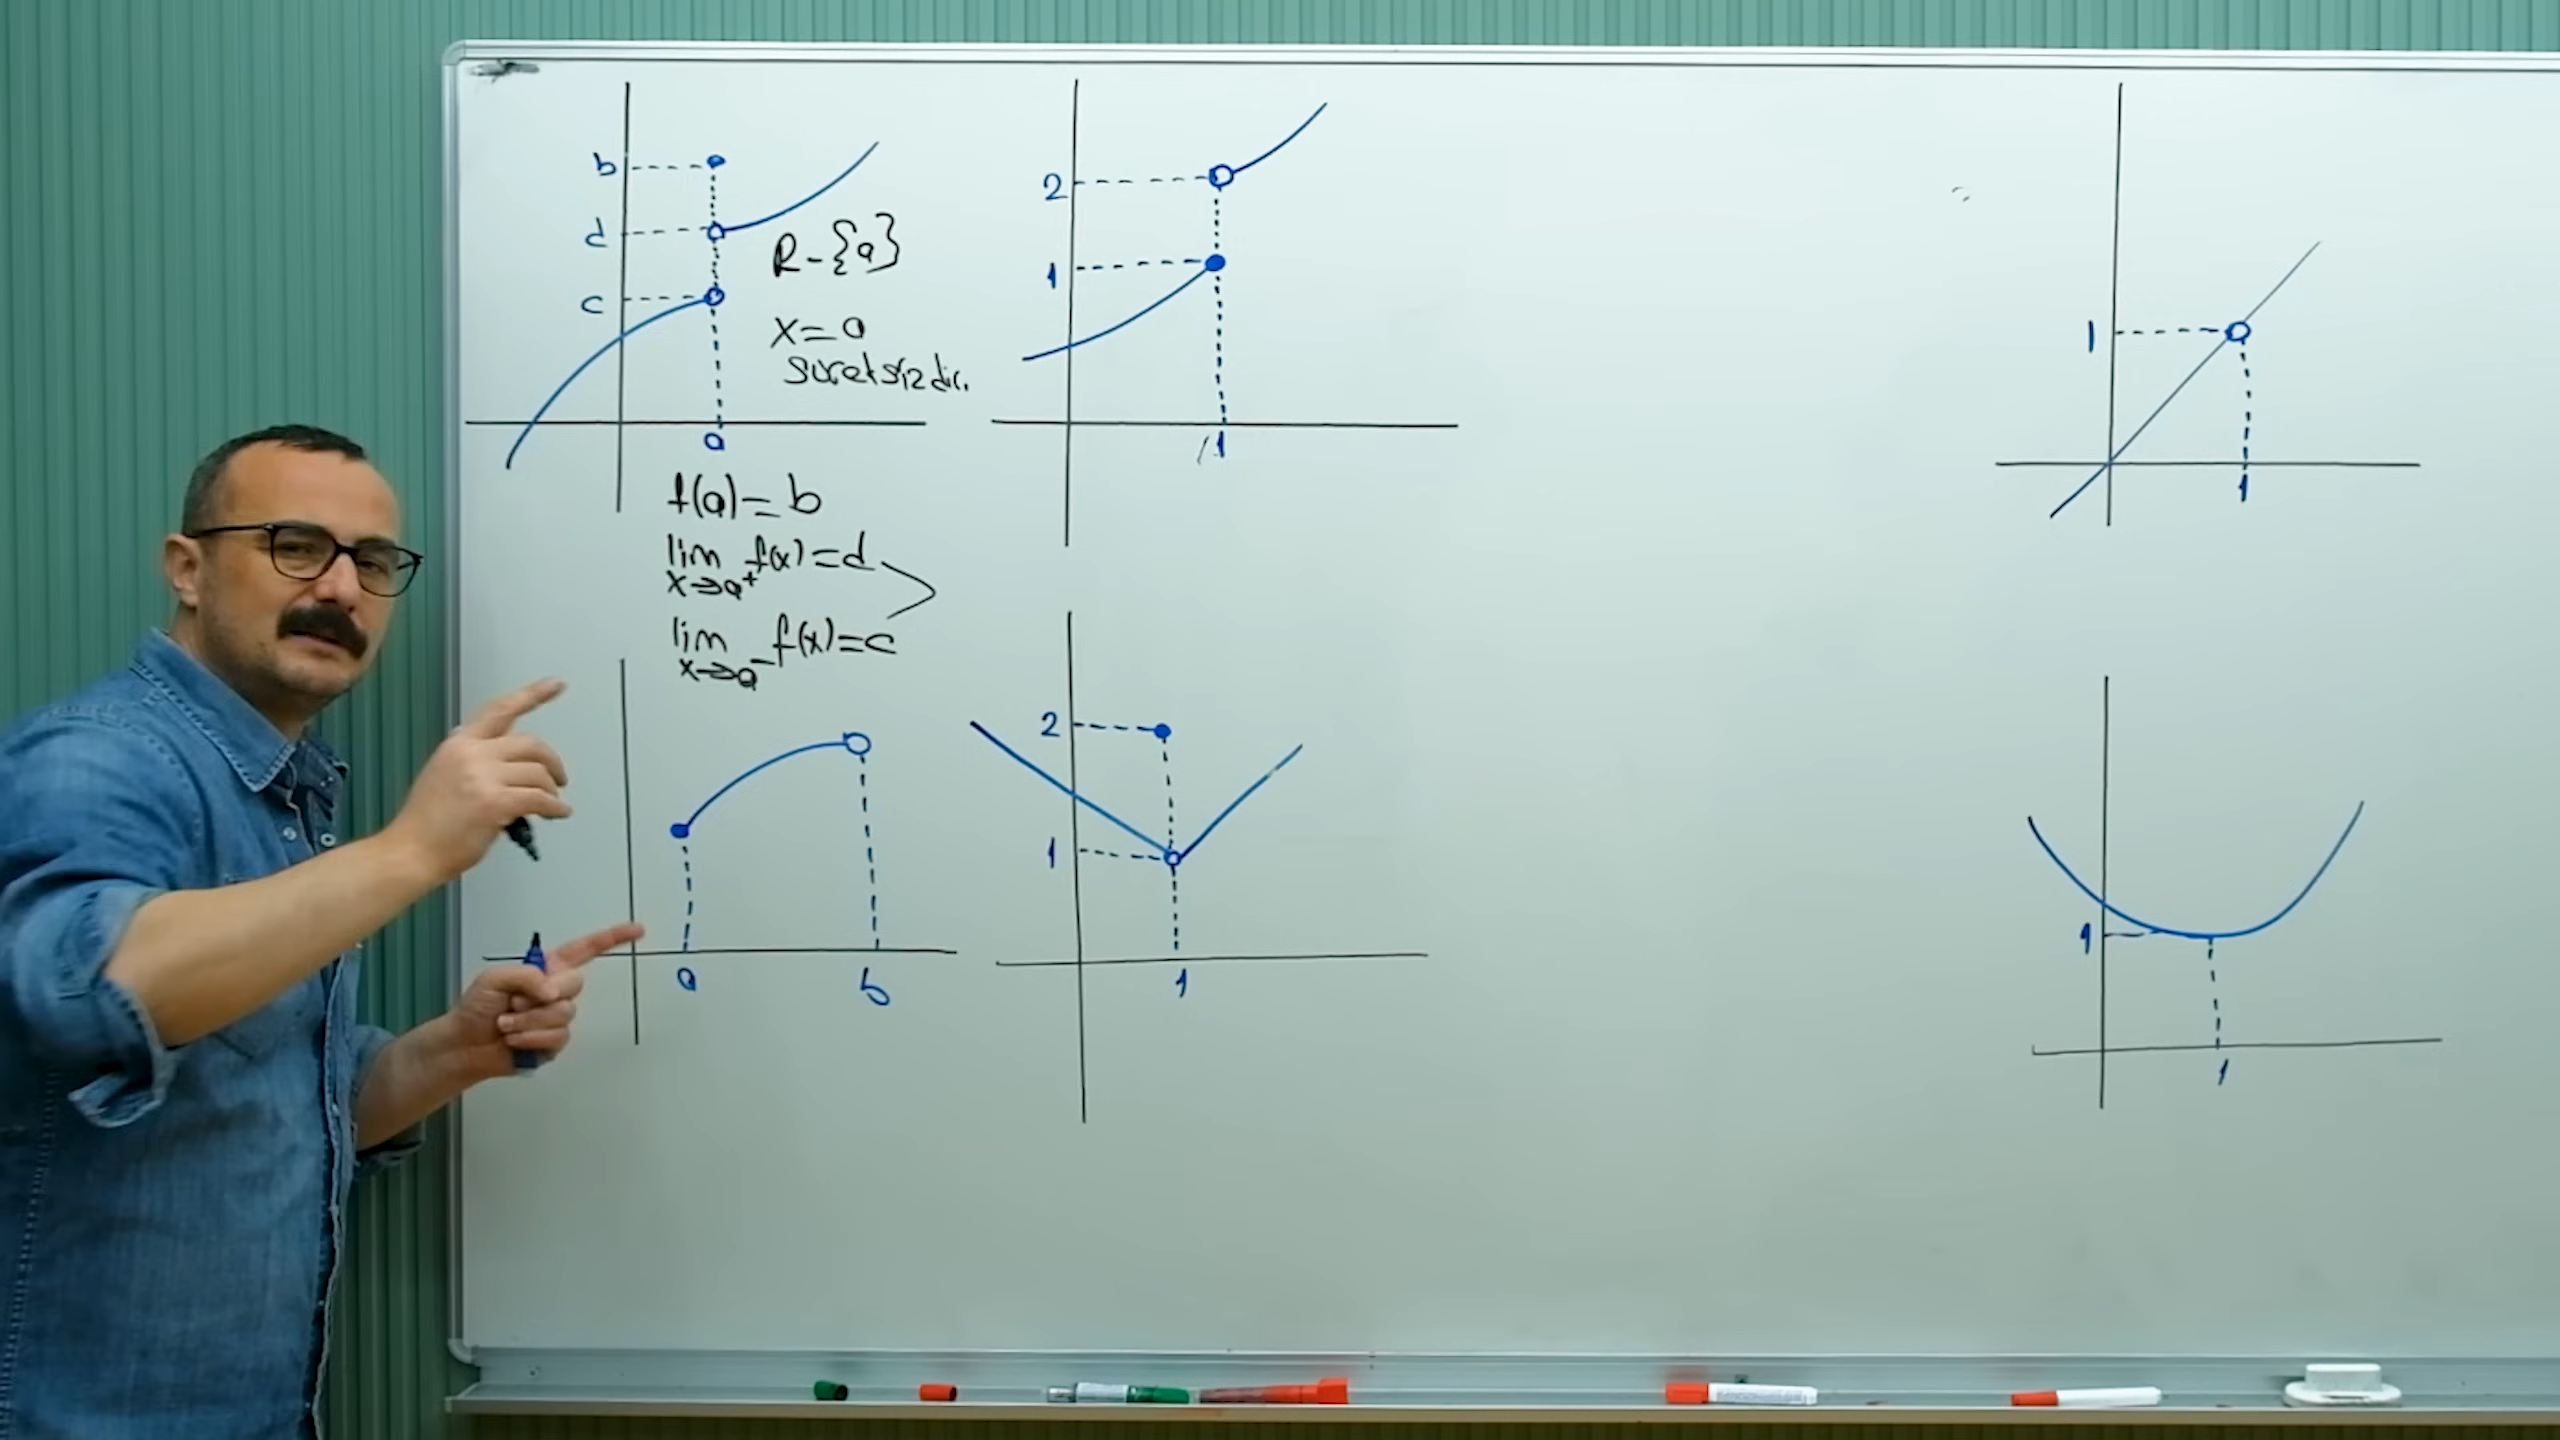 b
d
c
a
R-{a}
x=a
süreksizdir.
f(a)=b
lim f(x)=d
x→a⁺
lim f(x)=c
x→a⁻
2
1
1
1
1
a
b
2
1
1
1
1